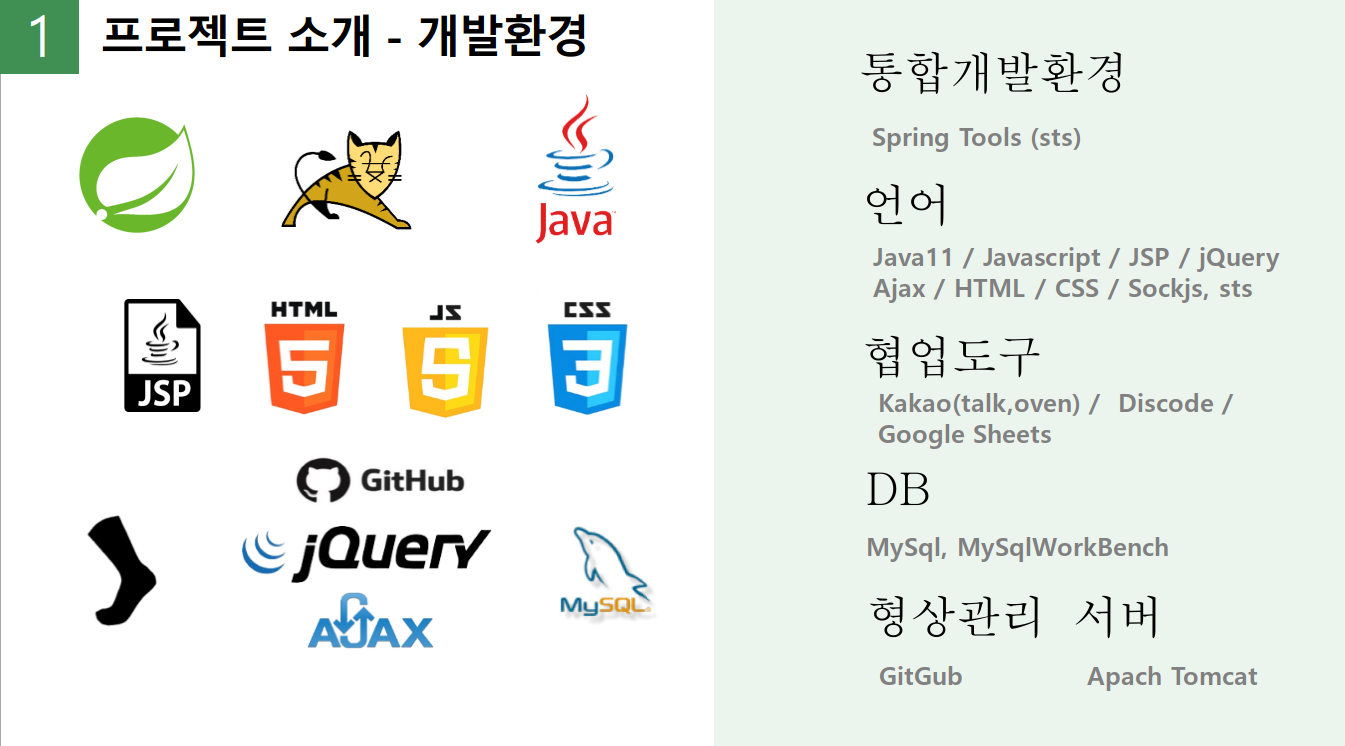 1 프로젝트 소개 - 개발환경
Java
JSP
HTML
5
JS
5
CSS
3
GitHub
jQuery
AJAX
MySQL
통합개발환경
Spring Tools (sts)
언어
Java11 / Javascript / JSP / jQuery
Ajax / HTML / CSS / Sockjs, sts
협업도구
Kakao(talk,oven) / Discode /
Google Sheets
DB
MySql, MySqlWorkBench
형상관리 서버
GitGub Apach Tomcat